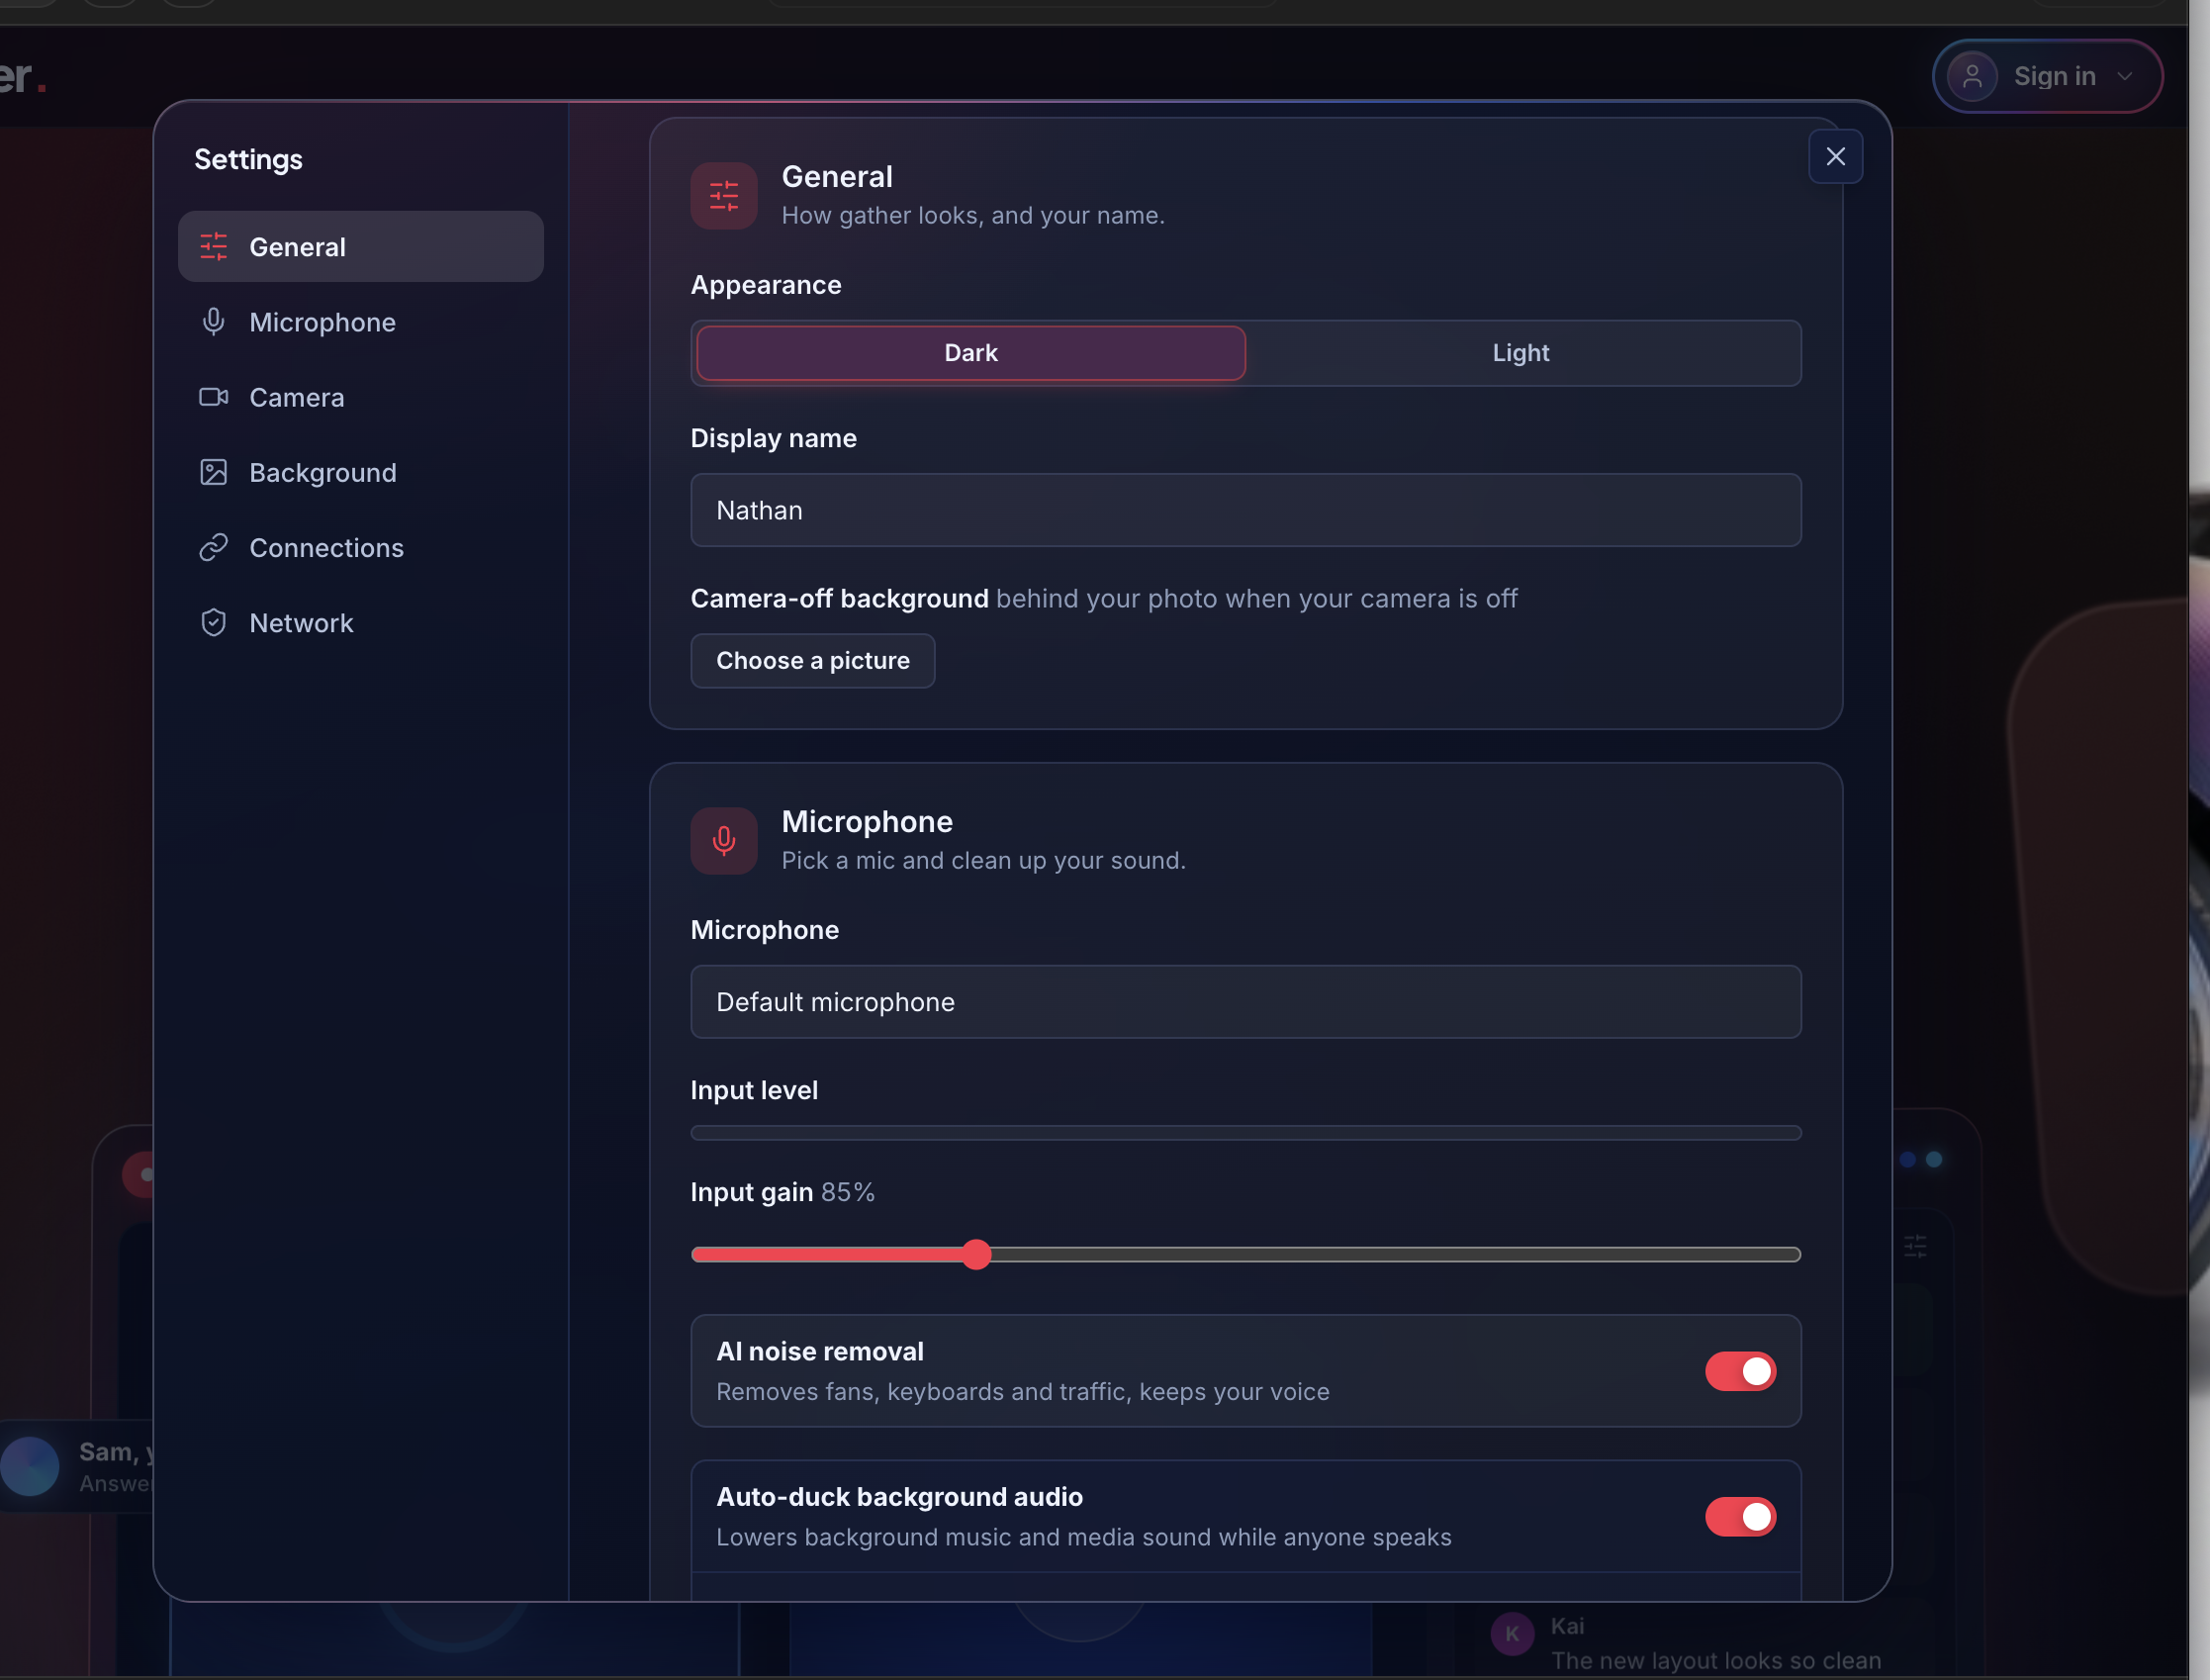 er.
Sign in
Settings
General
Microphone
Camera
Background
Connections
Network
General
How gather looks, and your name.
Appearance
Dark
Light
Display name
Nathan
Camera-off background behind your photo when your camera is off
Choose a picture
Microphone
Pick a mic and clean up your sound.
Microphone
Default microphone
Input level
Input gain 85%
AI noise removal
Removes fans, keyboards and traffic, keeps your voice
Auto-duck background audio
Lowers background music and media sound while anyone speaks
Sam, y
Answe
K
Kai
The new layout looks so clean